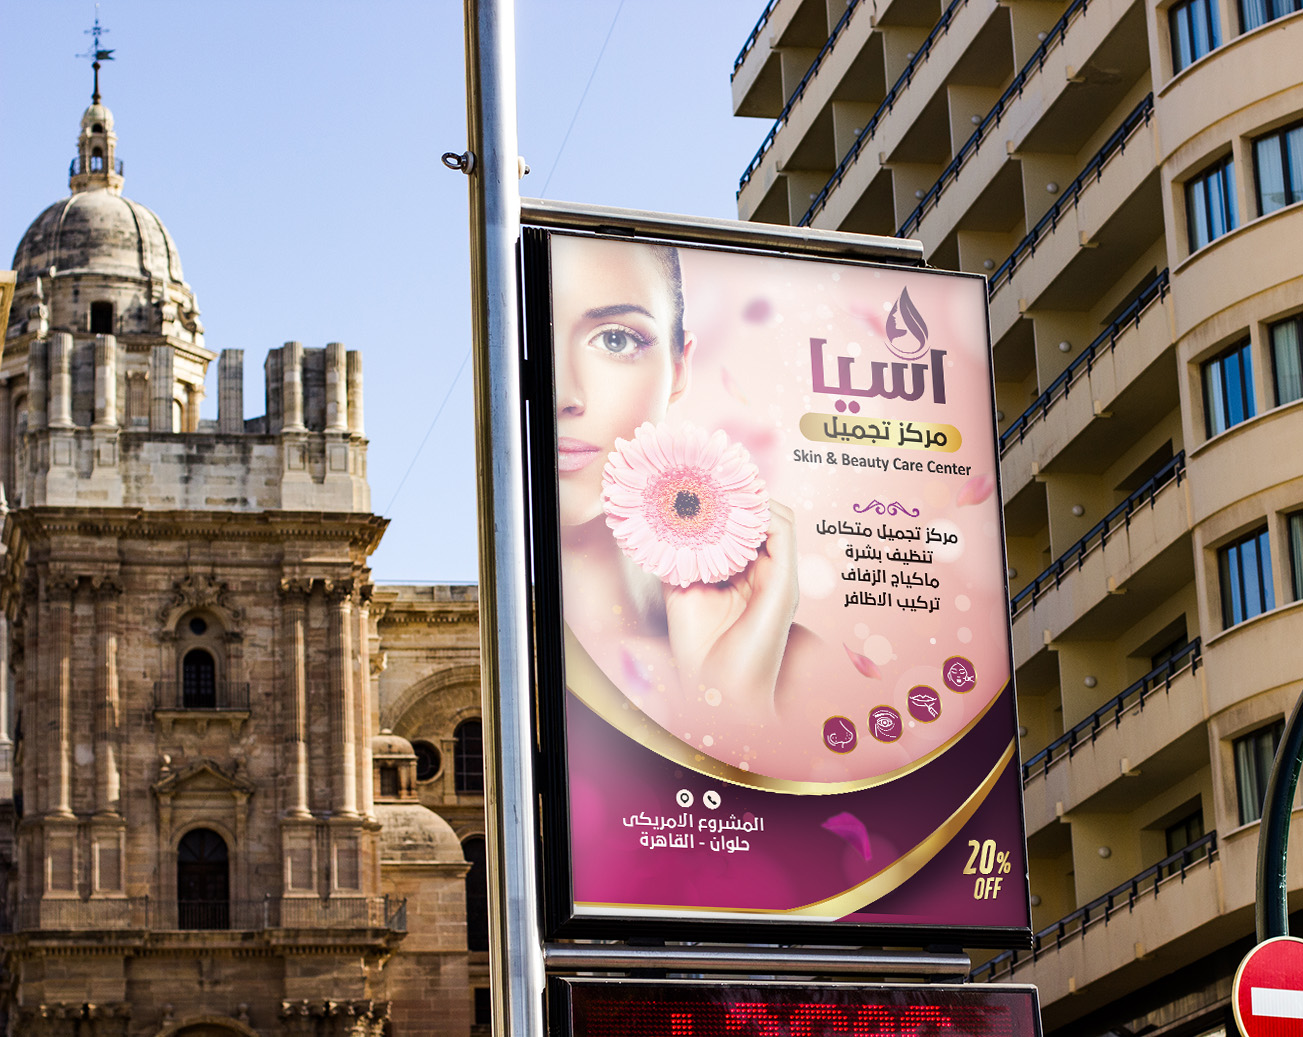 اسيا
مركز تجميل
Skin & Beauty Care Center
مركز تجميل متكامل
تنظيف بشرة
ماكياج الزفاف
تركيب الاظافر
المشروع الامريكى
حلوان - القاهرة
20%
OFF